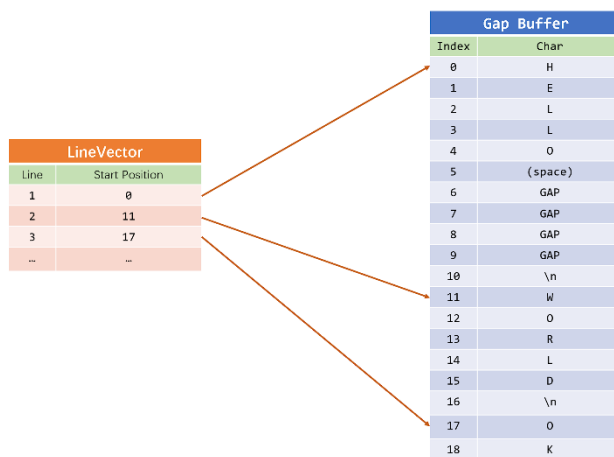 LineVector
Line Start Position
1 0
2 11
3 17
… …
Gap Buffer
Index Char
0 H
1 E
2 L
3 L
4 O
5 (space)
6 GAP
7 GAP
8 GAP
9 GAP
10 \n
11 W
12 O
13 R
14 L
15 D
16 \n
17 O
18 K